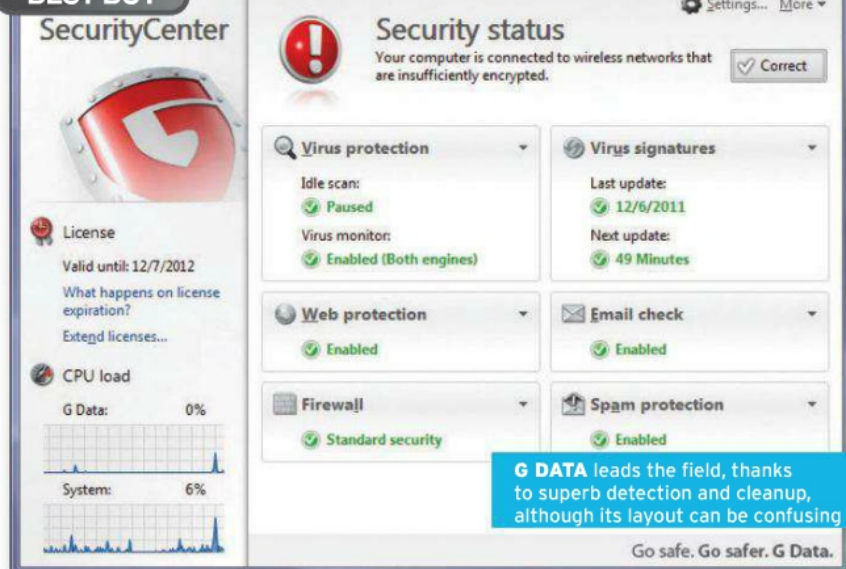 BEST BUY
SecurityCenter
Settings... More
Security status
Your computer is connected to wireless networks that
are insufficiently encrypted.
Correct
License
Valid until: 12/7/2012
What happens on license
expiration?
Extend licenses...
CPU load
G Data: 0%
System: 6%
Virus protection
Idle scan:
Paused
Virus monitor:
Enabled (Both engines)
Virus signatures
Last update:
12/6/2011
Next update:
49 Minutes
Web protection
Enabled
Email check
Enabled
Firewall
Standard security
Spam protection
Enabled
G DATA leads the field, thanks
to superb detection and cleanup,
although its layout can be confusing
Go safe. Go safer. G Data.